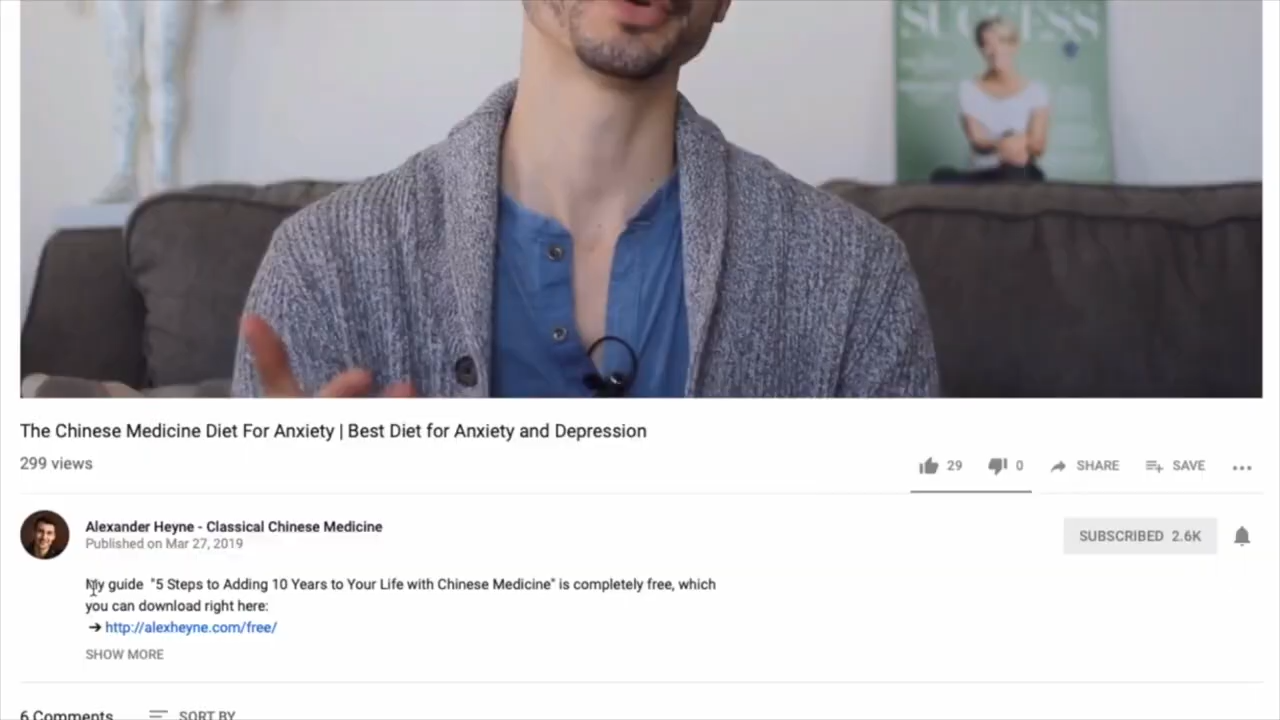 SUCCESS
The Chinese Medicine Diet For Anxiety | Best Diet for Anxiety and Depression
299 views
29
0
SHARE
SAVE
Alexander Heyne - Classical Chinese Medicine
Published on Mar 27, 2019
SUBSCRIBED 2.6K
My guide "5 Steps to Adding 10 Years to Your Life with Chinese Medicine" is completely free, which
you can download right here:
➔ http://alexheyne.com/free/
SHOW MORE
6 Comments
SORT BY